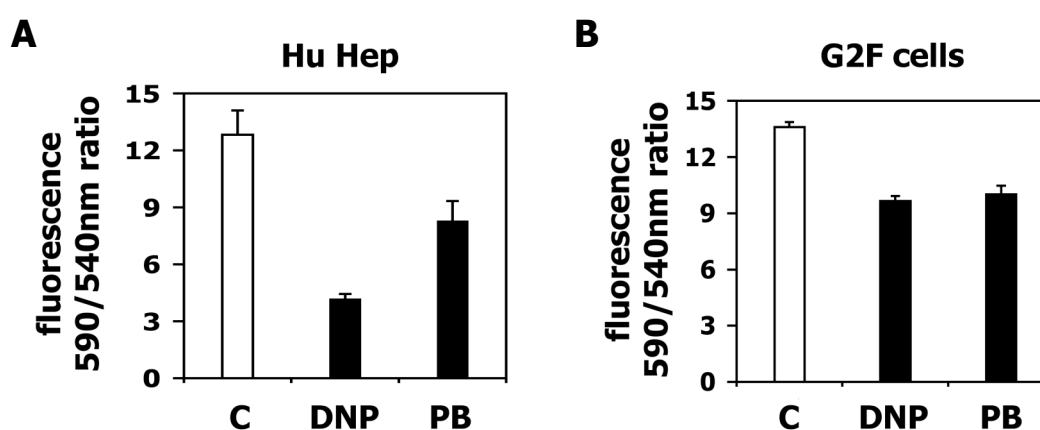 A
Hu Hep
fluorescence
590/540nm ratio
15
12
9
6
3
0
C DNP PB
B
G2F cells
fluorescence
590/540nm ratio
15
12
9
6
3
0
C DNP PB